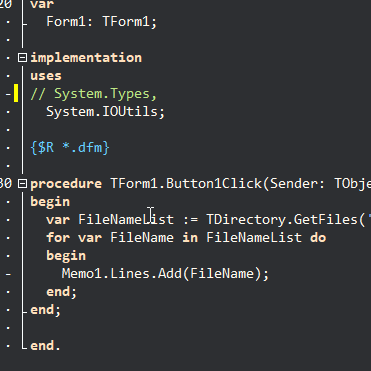 20 var
Form1: TForm1;
implementation
uses
// System.Types,
System.IOUtils;
{$R *.dfm}
30 procedure TForm1.Button1Click(Sender: TObje
begin
var FileNameList := TDirectory.GetFiles('
for var FileName in FileNameList do
begin
Memo1.Lines.Add(FileName);
end;
end;
end.